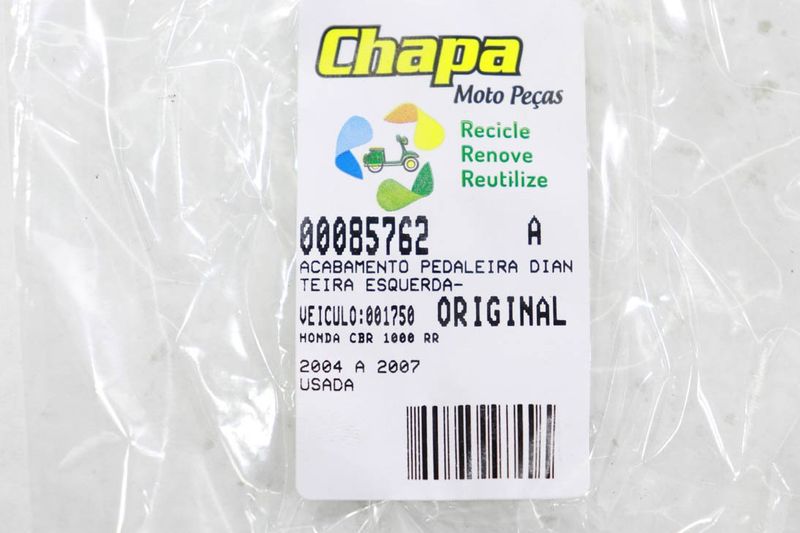 Chapa
Moto Peças
Recicle
Renove
Reutilize
00085762 A
ACABAMENTO PEDALEIRA DIAN
TEIRA ESQUERDA-
VEICULO:001750 ORIGINAL
HONDA CBR 1000 RR
2004 A 2007
USADA